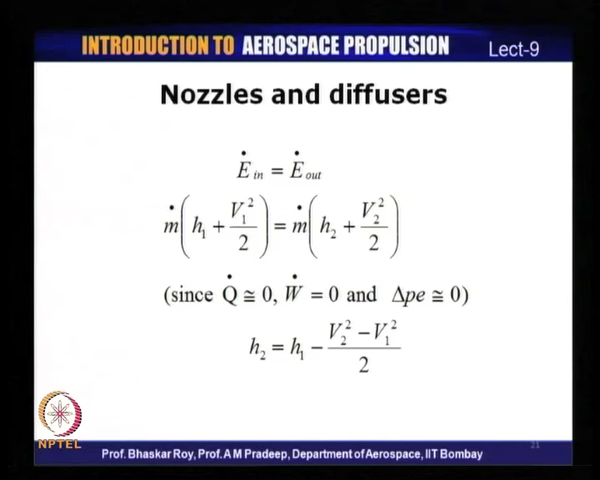 INTRODUCTION TO AEROSPACE PROPULSION Lect-9
Nozzles and diffusers
Ė_in = Ė_out
ṁ(h₁ + V₁²/2) = ṁ(h₂ + V₂²/2)
(since Q̇ ≅ 0, Ẇ = 0 and Δpe ≅ 0)
h₂ = h₁ − (V₂² − V₁²)/2
NPTEL
21
Prof. Bhaskar Roy, Prof. A M Pradeep, Department of Aerospace, IIT Bombay